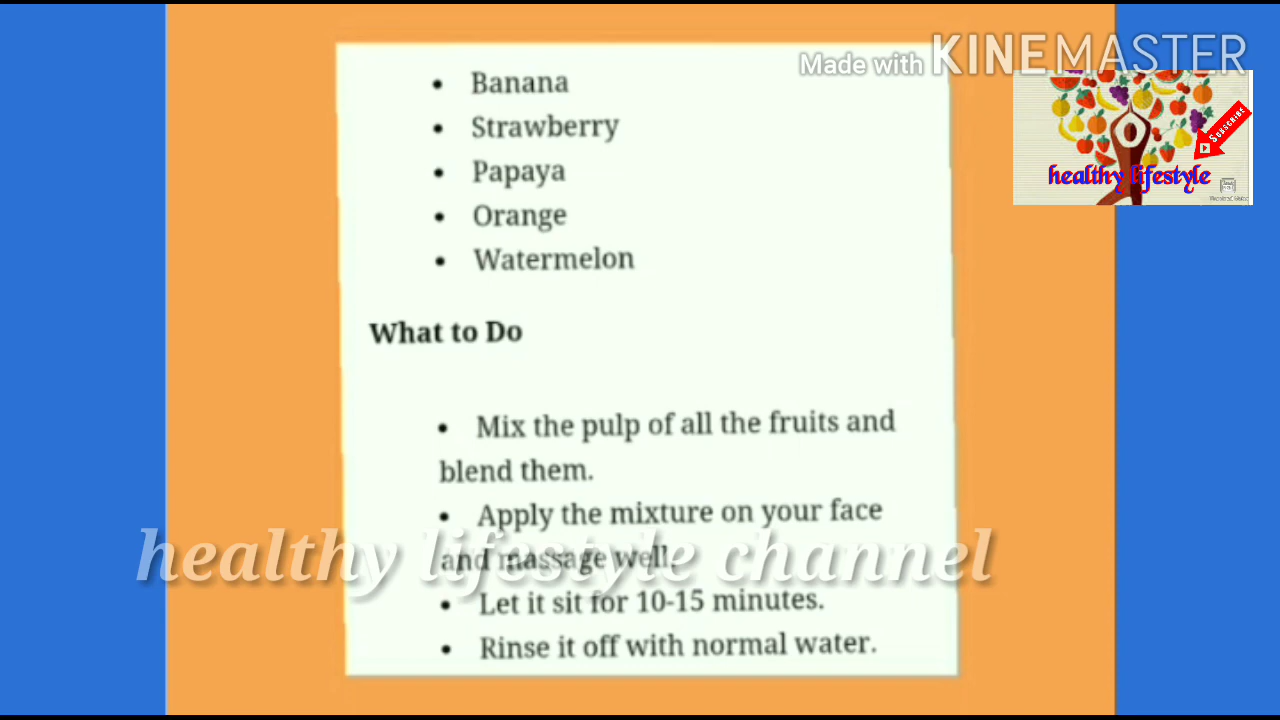 Made with KINEMASTER
• Banana
• Strawberry
• Papaya
• Orange
• Watermelon
SUBSCRIBE
healthy lifestyle
What to Do
• Mix the pulp of all the fruits and
blend them.
• Apply the mixture on your face
and massage well.
healthy lifestyle channel
• Let it sit for 10-15 minutes.
• Rinse it off with normal water.